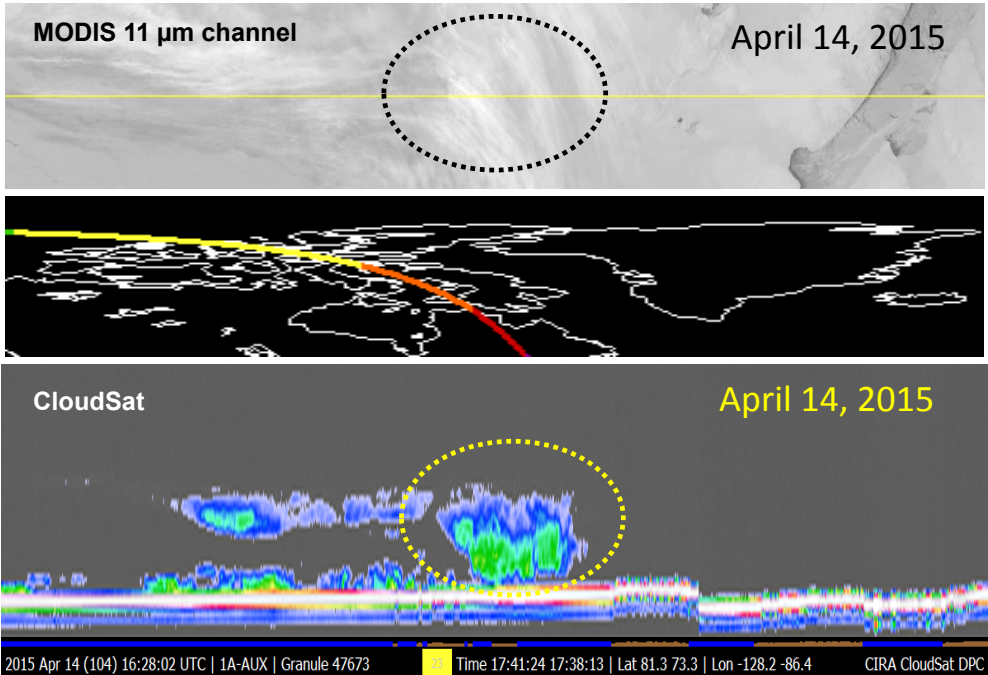 MODIS 11 µm channel
April 14, 2015
CloudSat
April 14, 2015
2015 Apr 14 (104) 16:28:02 UTC | 1A-AUX | Granule 47673 23 Time 17:41:24 17:38:13 | Lat 81.3 73.3 | Lon -128.2 -86.4 CIRA CloudSat DPC